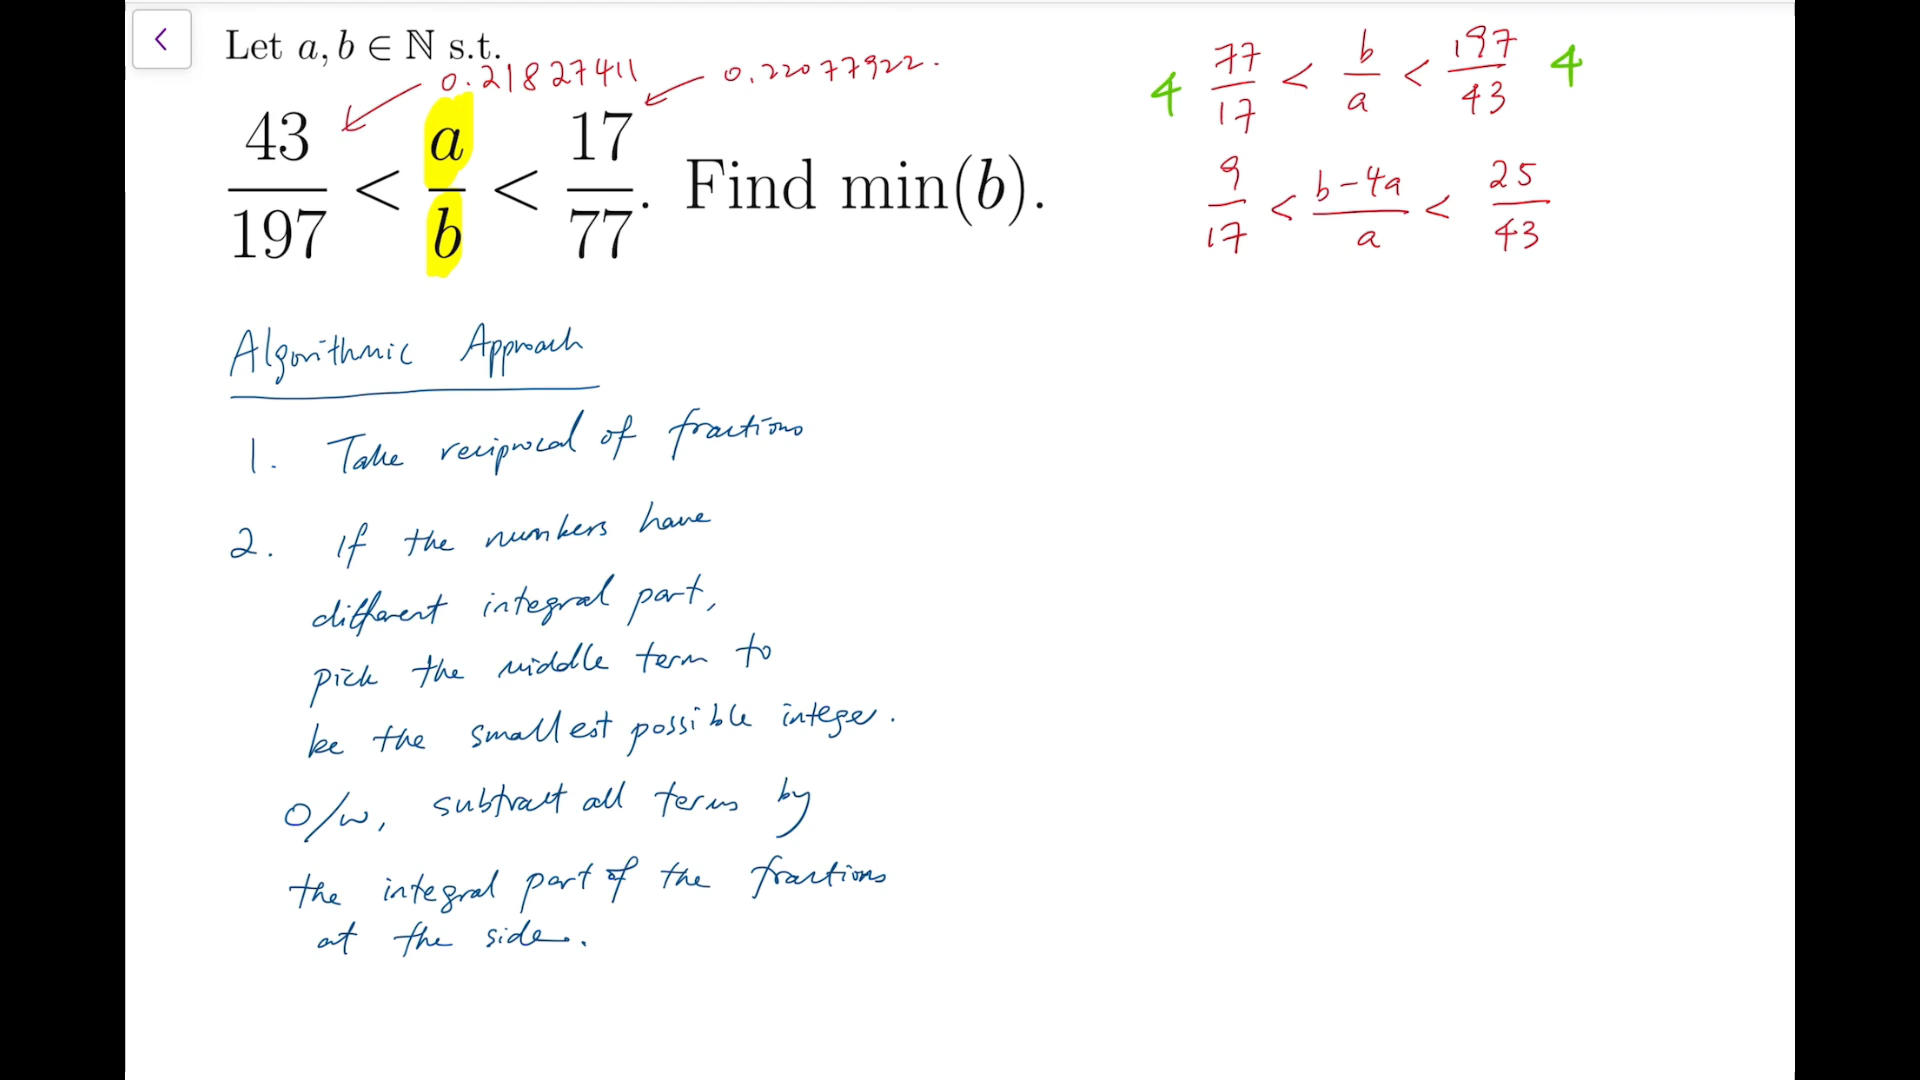 Let a, b ∈ ℕ s.t.
0.21827411
0.22077922.
43/197 < a/b < 17/77. Find min(b).
4 77/17 < b/a < 197/43 4
9/17 < (b-4a)/a < 25/43
Algorithmic Approach
1. Take reciprocal of fractions
2. If the numbers have
different integral part,
pick the middle term to
be the smallest possible integer.
O/w, subtract all terms by
the integral part of the fractions
at the side.